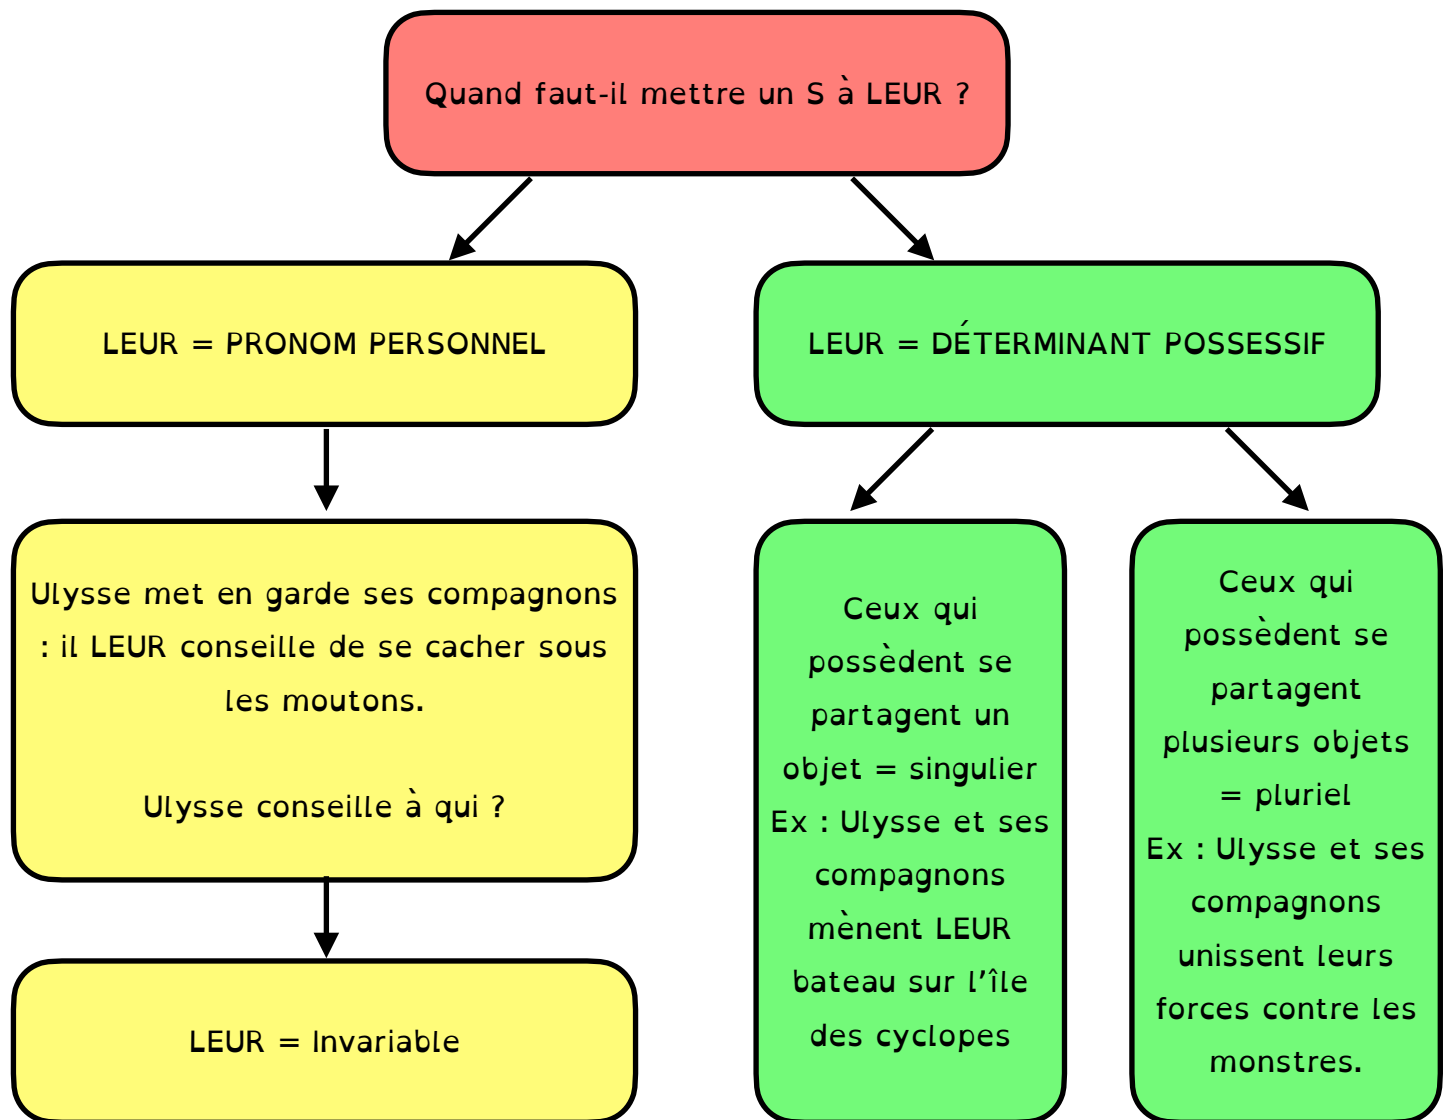 Quand faut-il mettre un S à LEUR ?
LEUR = PRONOM PERSONNEL
LEUR = DÉTERMINANT POSSESSIF
Ulysse met en garde ses compagnons
: il LEUR conseille de se cacher sous
les moutons.
Ulysse conseille à qui ?
LEUR = Invariable
Ceux qui
possèdent se
partagent un
objet = singulier
Ex : Ulysse et ses
compagnons
mènent LEUR
bateau sur l’île
des cyclopes
Ceux qui
possèdent se
partagent
plusieurs objets
= pluriel
Ex : Ulysse et ses
compagnons
unissent leurs
forces contre les
monstres.